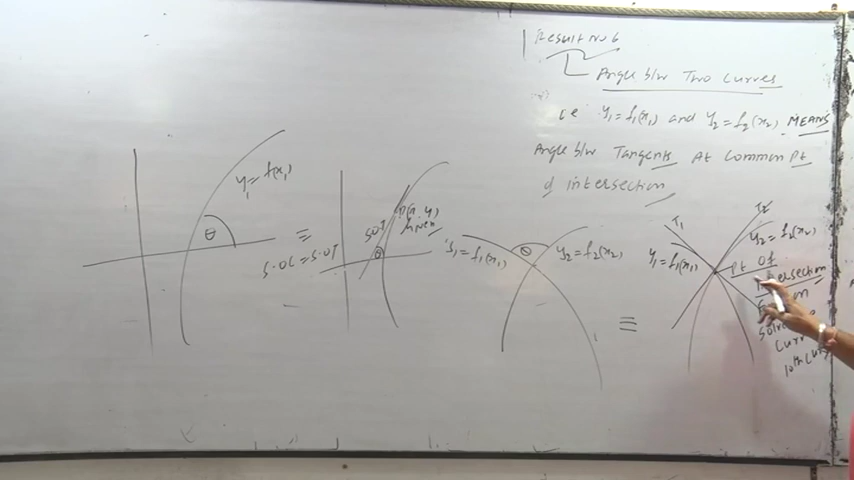 Result No 6
Angle b/w Two Curves
i.e y₁ = f₁(x₁) and y₂ = f₂(x₂) MEANS
Angle b/w Tangents At Common Pt
of intersection
y₁ = f(x₁)
θ
S.O.C = S.O.T
≡
SOT
P(x, y)
θ
y₁ = f₁(x₁)
θ
y₂ = f₂(x₂)
≡
T₁
T₂
y₁ = f₁(x₁)
y₂ = f₂(x₂)
Pt of